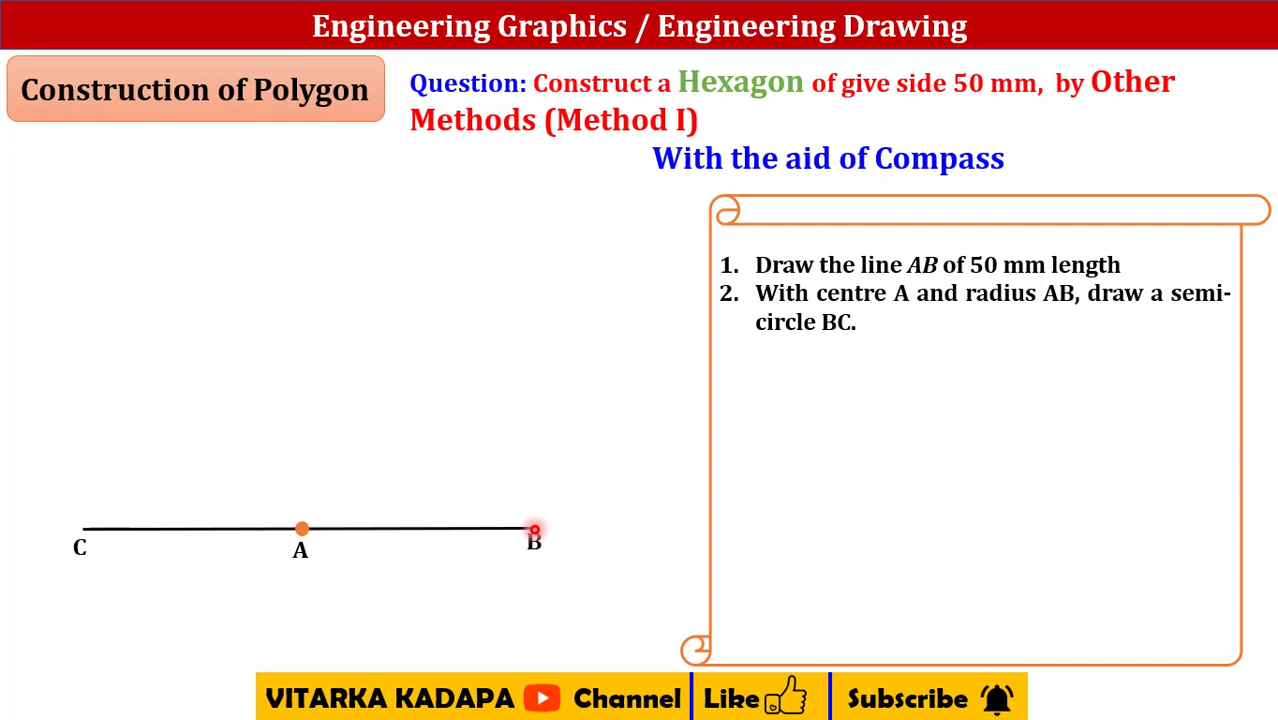 Engineering Graphics / Engineering Drawing
Construction of Polygon
Question: Construct a Hexagon of give side 50 mm, by Other
Methods (Method I)
With the aid of Compass
1. Draw the line AB of 50 mm length
2. With centre A and radius AB, draw a semi-
circle BC.
C
A
B
VITARKA KADAPA Channel Like Subscribe